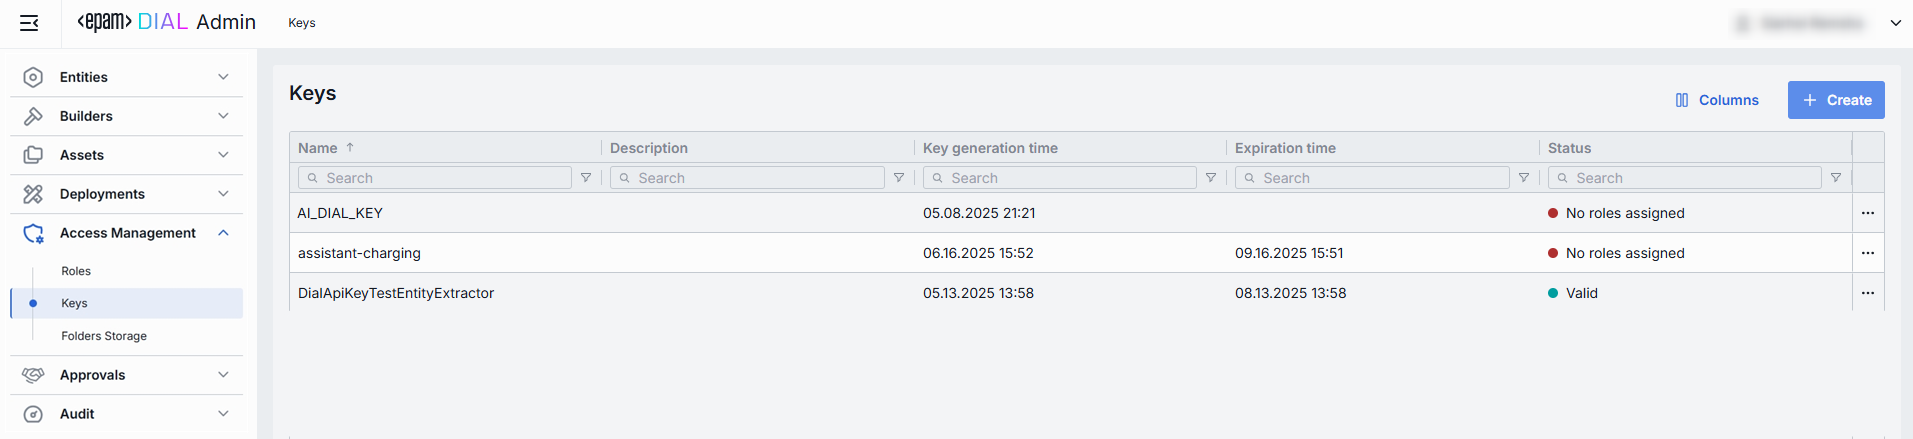 <epam> DIAL Admin
Keys
Entities
Builders
Assets
Deployments
Access Management
Roles
Keys
Folders Storage
Approvals
Audit
Keys
Columns
Create
Name Description Key generation time Expiration time Status
Search Search Search Search Search
AI_DIAL_KEY 05.08.2025 21:21 No roles assigned
assistant-charging 06.16.2025 15:52 09.16.2025 15:51 No roles assigned
DialApiKeyTestEntityExtractor 05.13.2025 13:58 08.13.2025 13:58 Valid